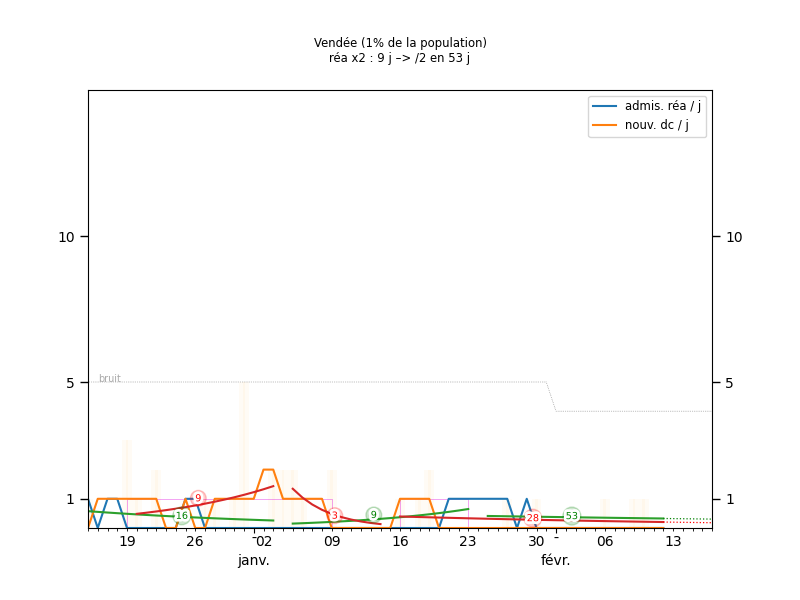 Vendée (1% de la population)
réa x2 : 9 j –> /2 en 53 j
admis. réa / j
nouv. dc / j
10 10
bruit
5 5
9
1 1
16 3 9 28 53
19 26 02 09 16 23 30 06 13
janv. févr.